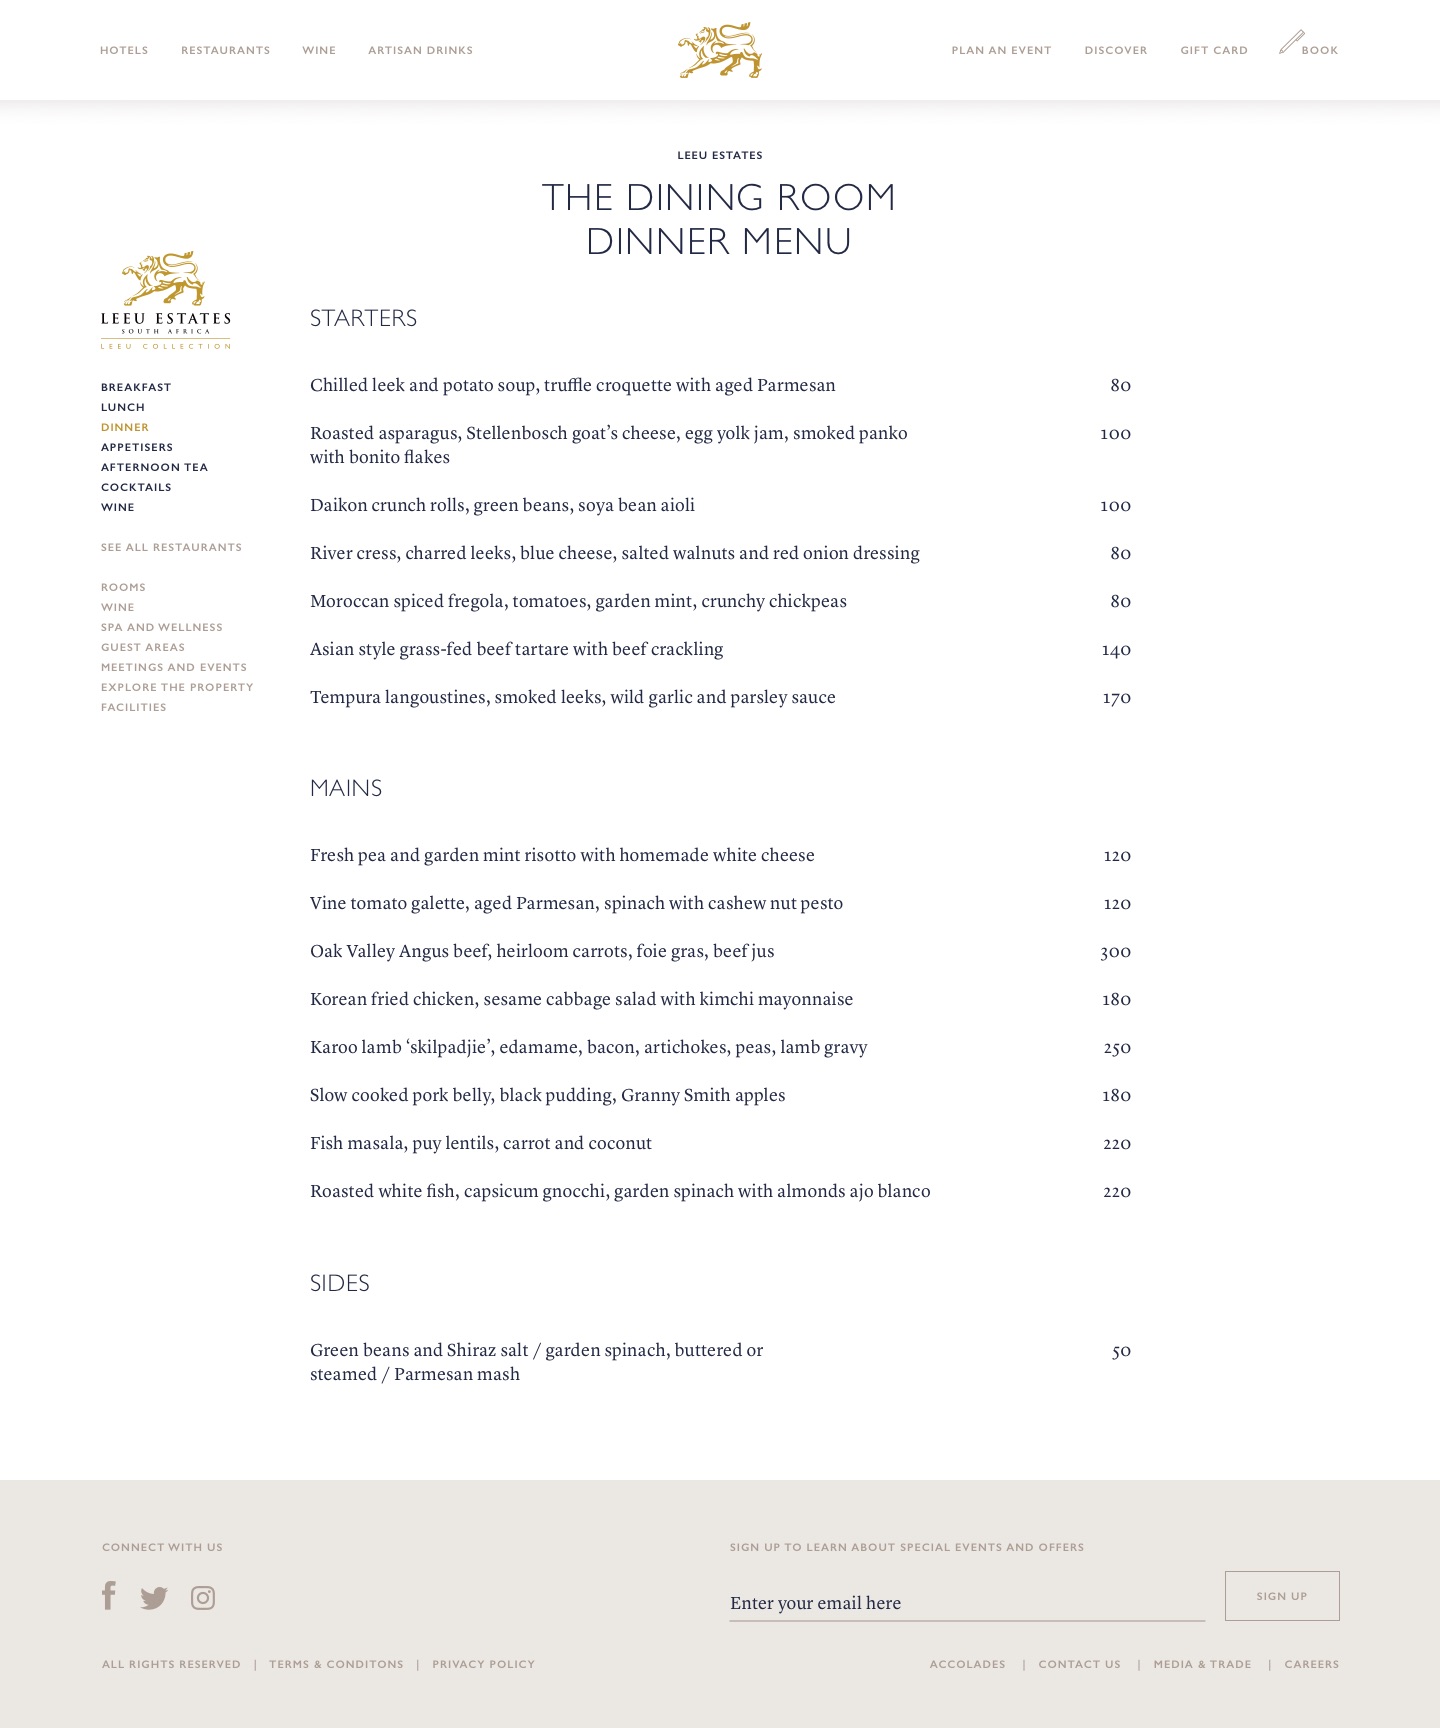 HOTELS RESTAURANTS WINE ARTISAN DRINKS PLAN AN EVENT DISCOVER GIFT CARD BOOK
LEEU ESTATES
THE DINING ROOM
DINNER MENU
LEEU ESTATES
SOUTH AFRICA
LEEU COLLECTION
BREAKFAST
LUNCH
DINNER
APPETISERS
AFTERNOON TEA
COCKTAILS
WINE
SEE ALL RESTAURANTS
ROOMS
WINE
SPA AND WELLNESS
GUEST AREAS
MEETINGS AND EVENTS
EXPLORE THE PROPERTY
FACILITIES
STARTERS
Chilled leek and potato soup, truffle croquette with aged Parmesan 80
Roasted asparagus, Stellenbosch goat’s cheese, egg yolk jam, smoked panko 100
with bonito flakes
Daikon crunch rolls, green beans, soya bean aioli 100
River cress, charred leeks, blue cheese, salted walnuts and red onion dressing 80
Moroccan spiced fregola, tomatoes, garden mint, crunchy chickpeas 80
Asian style grass-fed beef tartare with beef crackling 140
Tempura langoustines, smoked leeks, wild garlic and parsley sauce 170
MAINS
Fresh pea and garden mint risotto with homemade white cheese 120
Vine tomato galette, aged Parmesan, spinach with cashew nut pesto 120
Oak Valley Angus beef, heirloom carrots, foie gras, beef jus 300
Korean fried chicken, sesame cabbage salad with kimchi mayonnaise 180
Karoo lamb ‘skilpadjie’, edamame, bacon, artichokes, peas, lamb gravy 250
Slow cooked pork belly, black pudding, Granny Smith apples 180
Fish masala, puy lentils, carrot and coconut 220
Roasted white fish, capsicum gnocchi, garden spinach with almonds ajo blanco 220
SIDES
Green beans and Shiraz salt / garden spinach, buttered or 50
steamed / Parmesan mash
CONNECT WITH US
SIGN UP TO LEARN ABOUT SPECIAL EVENTS AND OFFERS
Enter your email here
SIGN UP
ALL RIGHTS RESERVED | TERMS & CONDITONS | PRIVACY POLICY
ACCOLADES | CONTACT US | MEDIA & TRADE | CAREERS